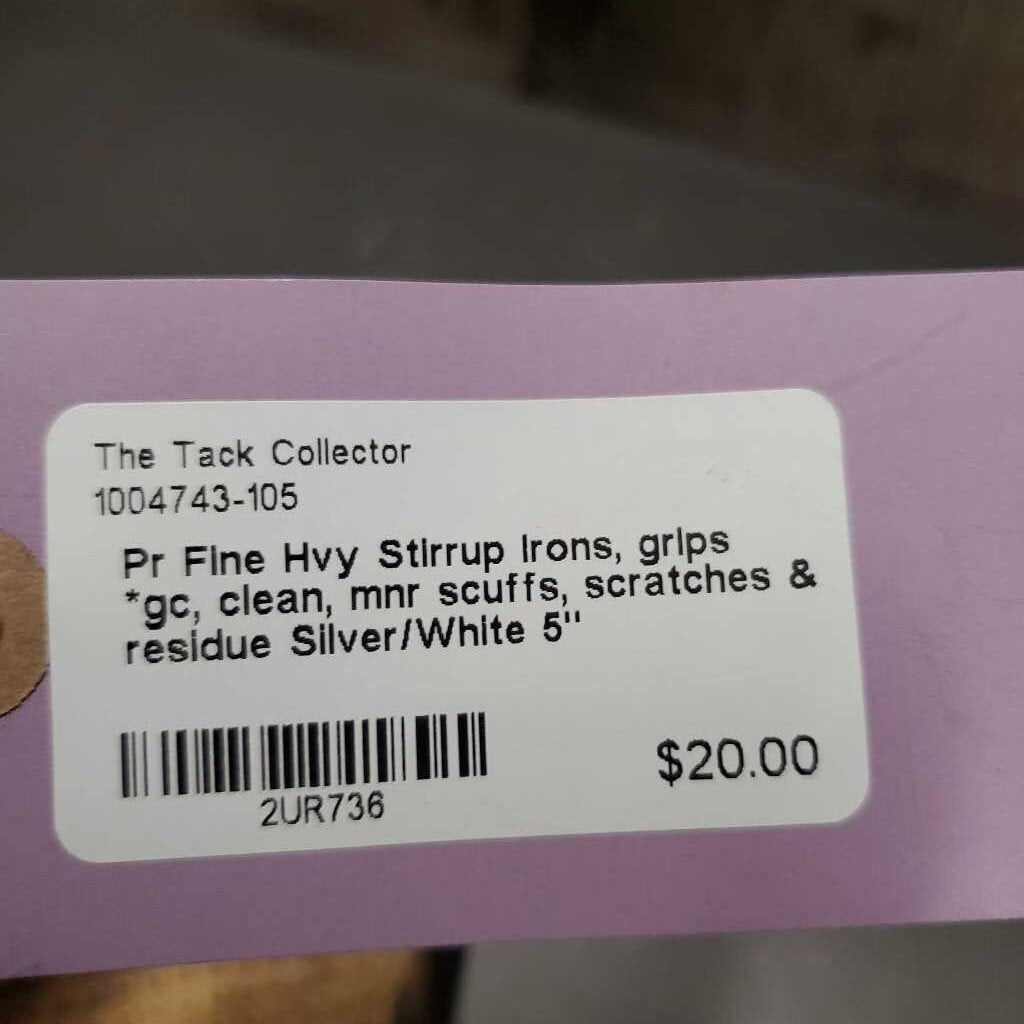 The Tack Collector
1004743-105
Pr Fine Hvy Stirrup Irons, grips
*gc, clean, mnr scuffs, scratches &
residue Silver/White 5"
2UR736
$20.00